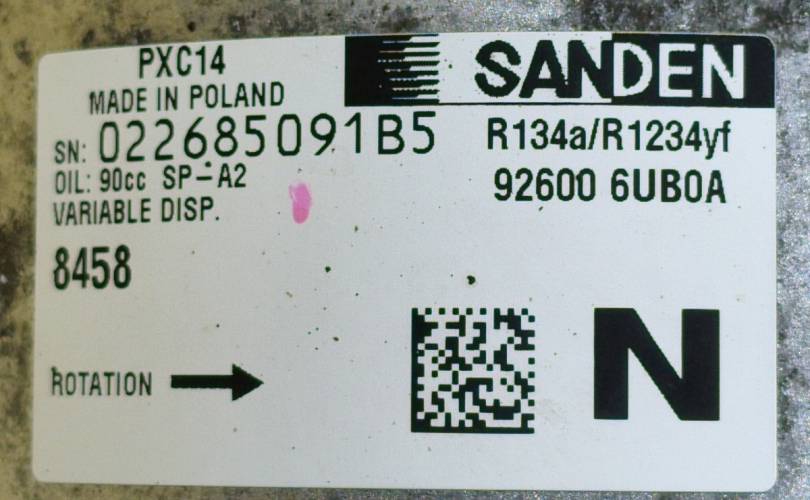 PXC14
SANDEN
MADE IN POLAND
SN: 022685091B5
R134a/R1234yf
OIL: 90cc SP-A2
92600 6UB0A
VARIABLE DISP.
8458
ROTATION
N